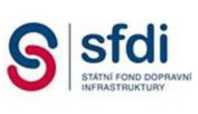 sfdi
STÁTNÍ FOND DOPRAVNÍ
INFRASTRUKTURY